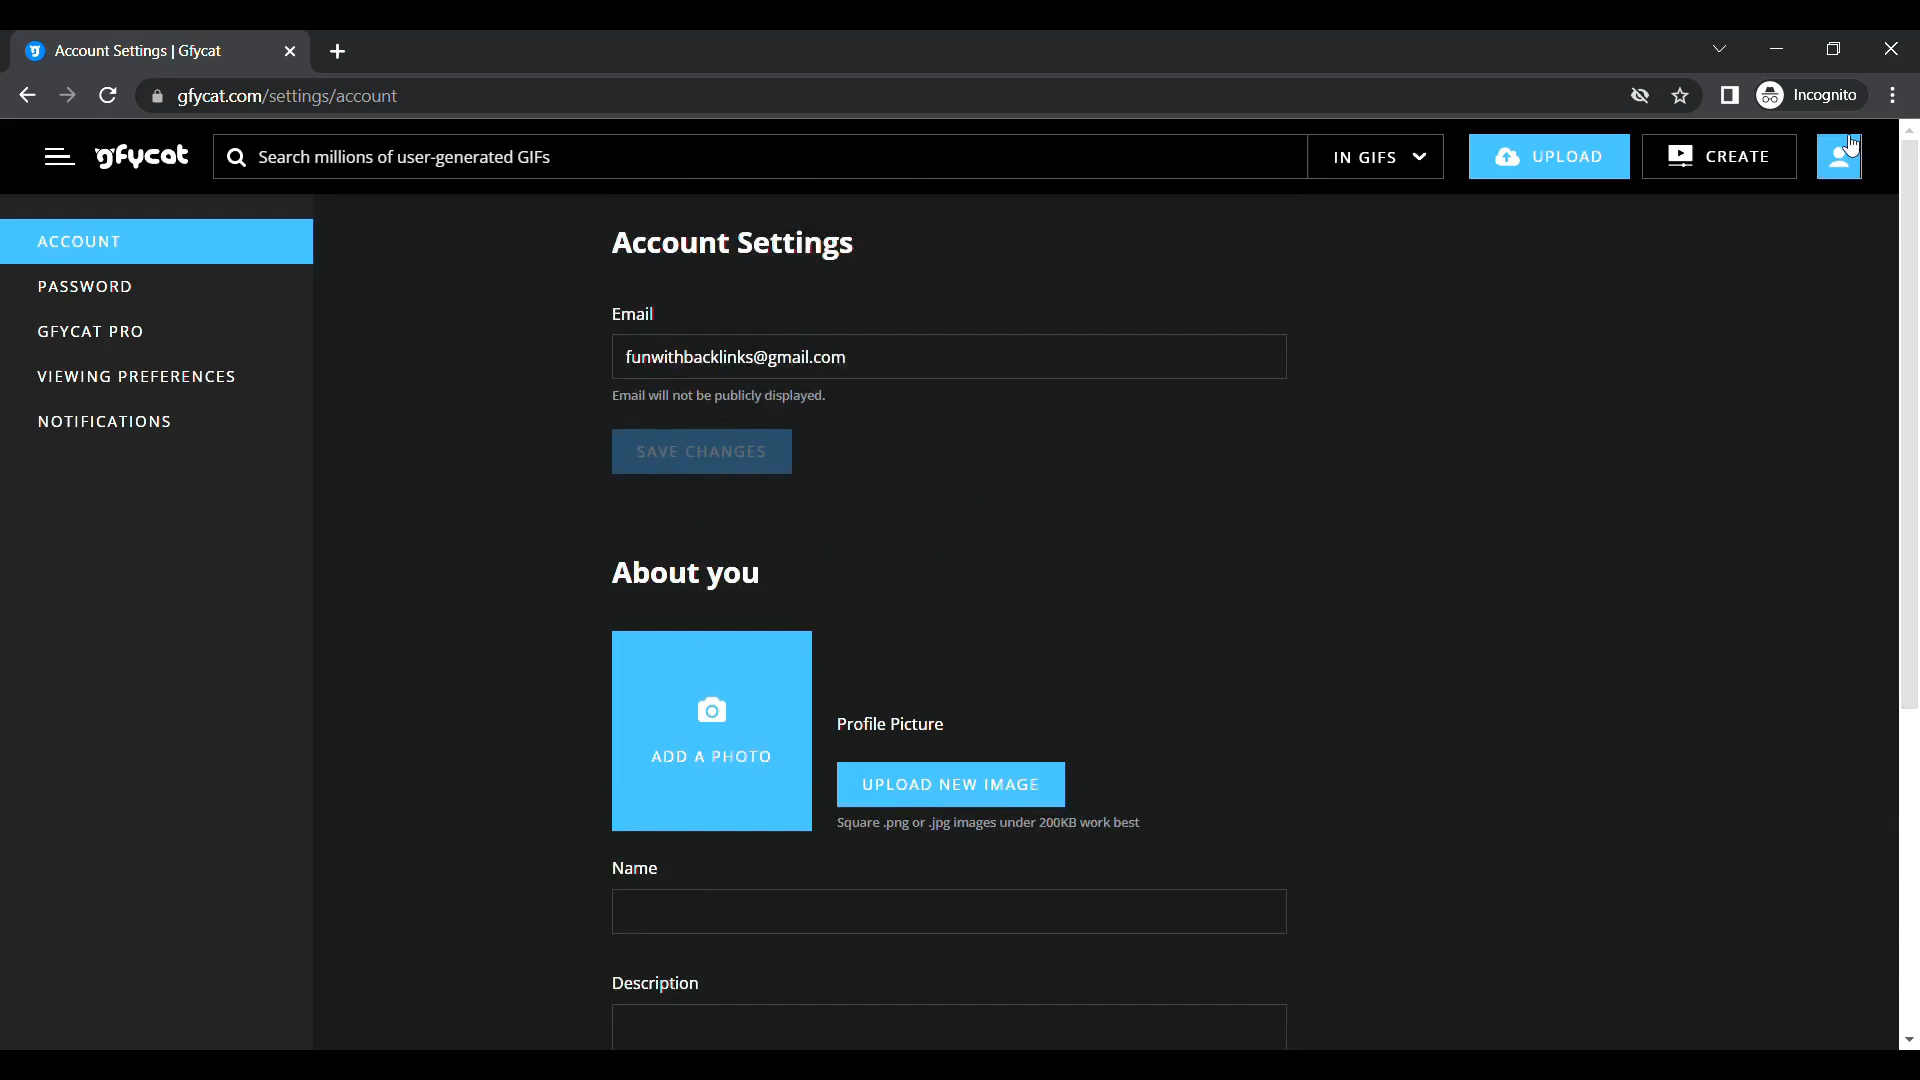 Account Settings | Gfycat
gfycat.com/settings/account
Incognito
gfycat
Search millions of user-generated GIFs
IN GIFS
UPLOAD
CREATE
ACCOUNT
PASSWORD
GFYCAT PRO
VIEWING PREFERENCES
NOTIFICATIONS
Account Settings
Email
funwithbacklinks@gmail.com
Email will not be publicly displayed.
SAVE CHANGES
About you
ADD A PHOTO
Profile Picture
UPLOAD NEW IMAGE
Square .png or .jpg images under 200KB work best
Name
Description